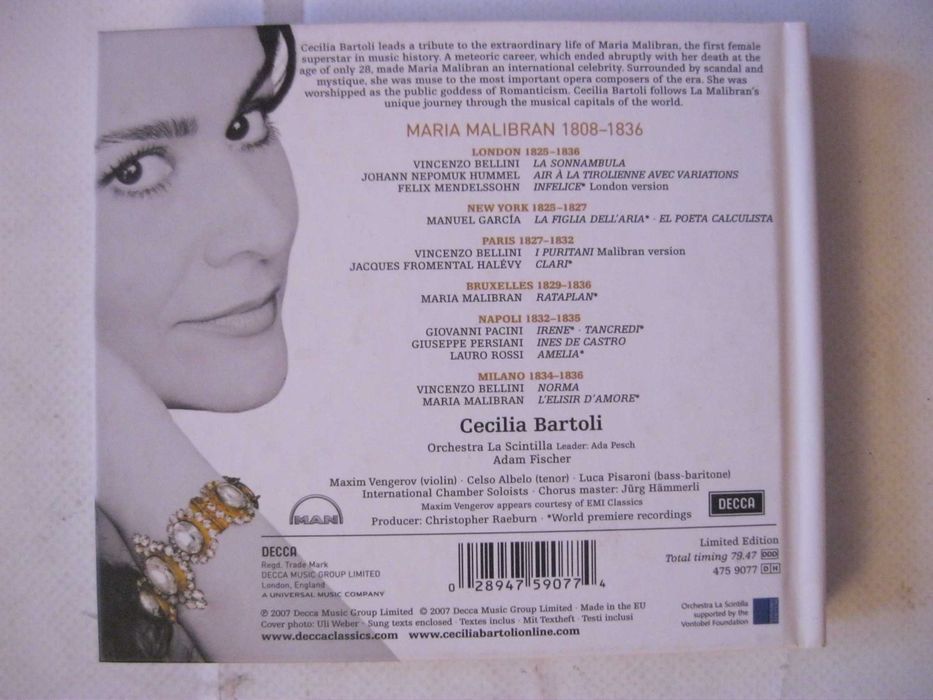 Cecilia Bartoli leads a tribute to the extraordinary life of Maria Malibran, the first female
superstar in music history. A meteoric career, which ended abruptly with her death at the
age of only 28, made Maria Malibran an international celebrity. Surrounded by scandal and
mystique, she was muse to the most important opera composers of the era. She was
worshipped as the public goddess of Romanticism. Cecilia Bartoli follows La Malibran's
unique journey through the musical capitals of the world.
MARIA MALIBRAN 1808–1836
LONDON 1825–1836
VINCENZO BELLINI LA SONNAMBULA
JOHANN NEPOMUK HUMMEL AIR À LA TIROLIENNE AVEC VARIATIONS
FELIX MENDELSSOHN INFELICE* London version
NEW YORK 1825–1827
MANUEL GARCÍA LA FIGLIA DELL'ARIA* · EL POETA CALCULISTA
PARIS 1827–1832
VINCENZO BELLINI I PURITANI Malibran version
JACQUES FROMENTAL HALÉVY CLARI*
BRUXELLES 1829–1836
MARIA MALIBRAN RATAPLAN*
NAPOLI 1832–1835
GIOVANNI PACINI IRENE* · TANCREDI*
GIUSEPPE PERSIANI INES DE CASTRO
LAURO ROSSI AMELIA*
MILANO 1834–1836
VINCENZO BELLINI NORMA
MARIA MALIBRAN L'ELISIR D'AMORE*
Cecilia Bartoli
Orchestra La Scintilla Leader: Ada Pesch
Adam Fischer
Maxim Vengerov (violin) · Celso Albelo (tenor) · Luca Pisaroni (bass-baritone)
International Chamber Soloists · Chorus master: Jürg Hämmerli
Maxim Vengerov appears courtesy of EMI Classics
Producer: Christopher Raeburn · *World premiere recordings
MAN
DECCA
DECCA
Regd. Trade Mark
DECCA MUSIC GROUP LIMITED
London, England
A UNIVERSAL MUSIC COMPANY
0 28947 59077 4
Limited Edition
Total timing 79.47 DDD
475 9077 DH
℗ 2007 Decca Music Group Limited © 2007 Decca Music Group Limited · Made in the EU
Cover photo: Uli Weber · Sung texts enclosed · Textes inclus · Mit Textheft · Testi inclusi
www.deccaclassics.com www.ceciliabartolionline.com
Orchestra La Scintilla
supported by the
Vontobel Foundation